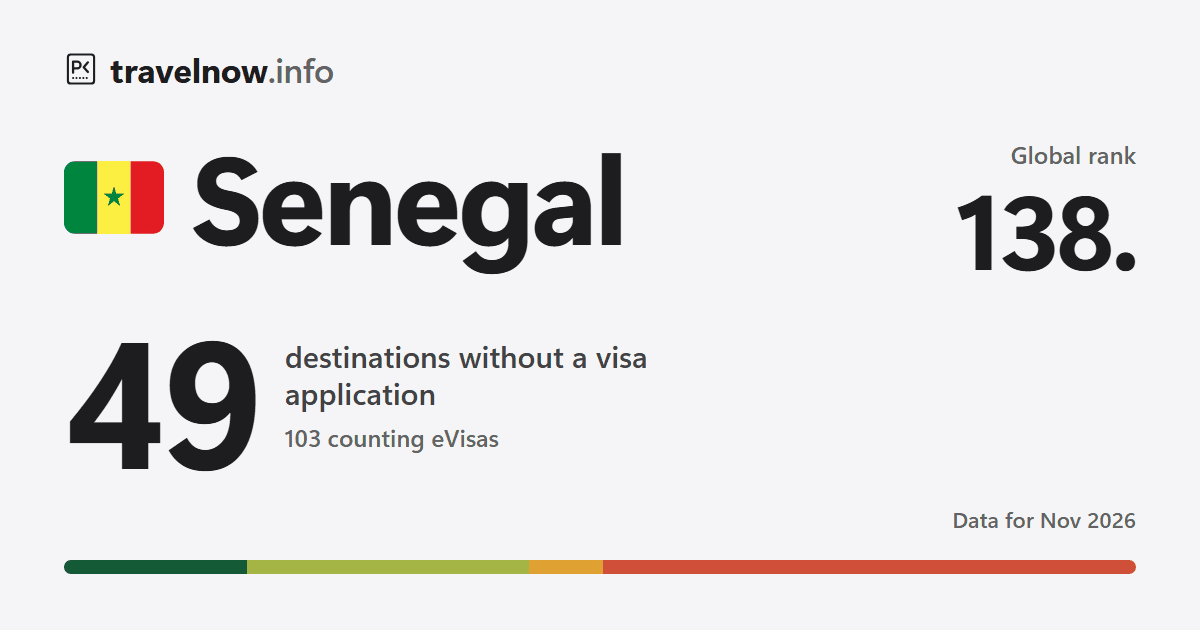 travelnow.info
Senegal
Global rank
138.
49
destinations without a visa
application
103 counting eVisas
Data for Nov 2026